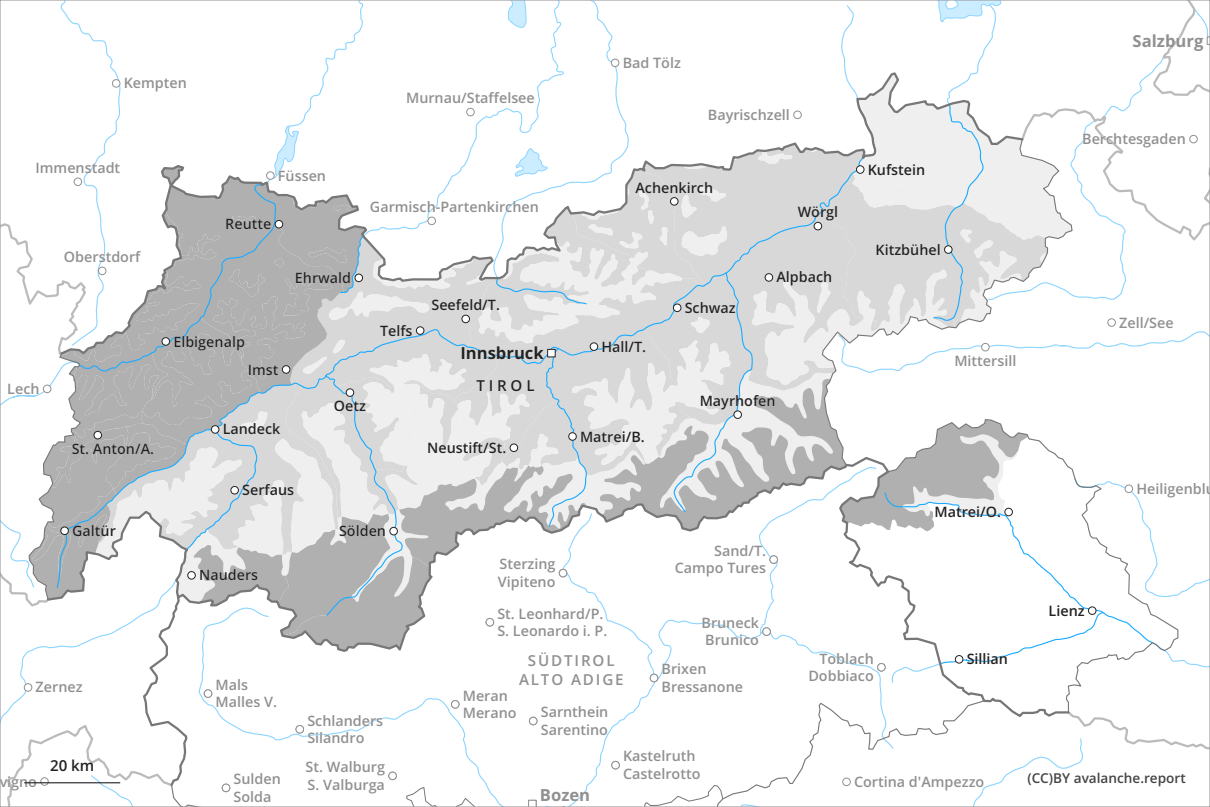 Salzburg
Kempten
Bad Tölz
Murnau/Staffelsee
Bayrischzell
Berchtesgaden
Immenstadt
Füssen
Kufstein
Achenkirch
Garmisch-Partenkirchen
Reutte
Wörgl
Oberstdorf
Kitzbühel
Ehrwald
Alpbach
Seefeld/T.
Schwaz
Telfs
Zell/See
Elbigenalp
Innsbruck
Hall/T.
Mittersill
Imst
TIROL
Lech
Oetz
Mayrhofen
Landeck
Matrei/B.
St. Anton/A.
Neustift/St.
Serfaus
Heiligenblu
Matrei/O.
Galtür
Sölden
Sand/T.
Campo Tures
Sterzing
Vipiteno
Nauders
Lienz
St. Leonhard/P.
S. Leonardo i. P.
Bruneck
Brunico
SÜDTIROL
ALTO ADIGE
Sillian
Toblach
Dobbiaco
Brixen
Bressanone
Zernez
Mals
Malles V.
Meran
Merano
Sarnthein
Sarentino
Schlanders
Silandro
Kastelruth
Castelrotto
20 km
St. Walburg
S. Valburga
vigno
Sulden
Solda
Cortina d'Ampezzo
(CC)BY avalanche.report
Bozen